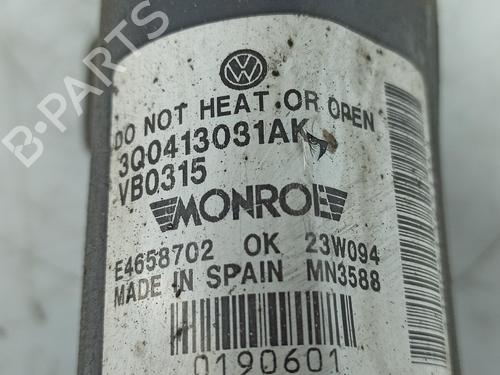 B-PARTS
DO NOT HEAT OR OPEN
3Q0413031AK
VB0315
MONROE
E4658702 OK 23W094
MADE IN SPAIN MN3588
0190601